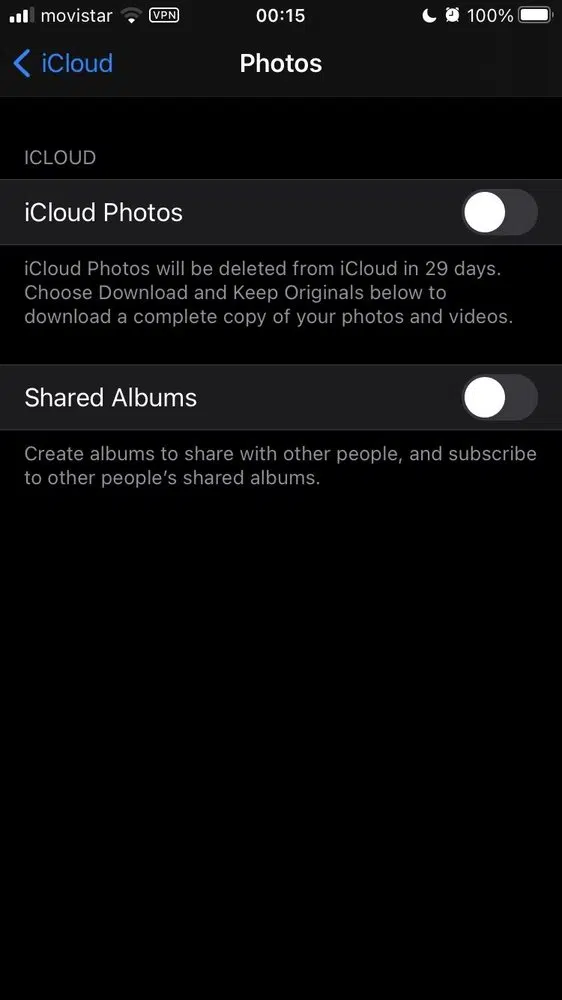 movistar VPN 00:15 100%
iCloud Photos
ICLOUD
iCloud Photos
iCloud Photos will be deleted from iCloud in 29 days.
Choose Download and Keep Originals below to
download a complete copy of your photos and videos.
Shared Albums
Create albums to share with other people, and subscribe
to other people’s shared albums.